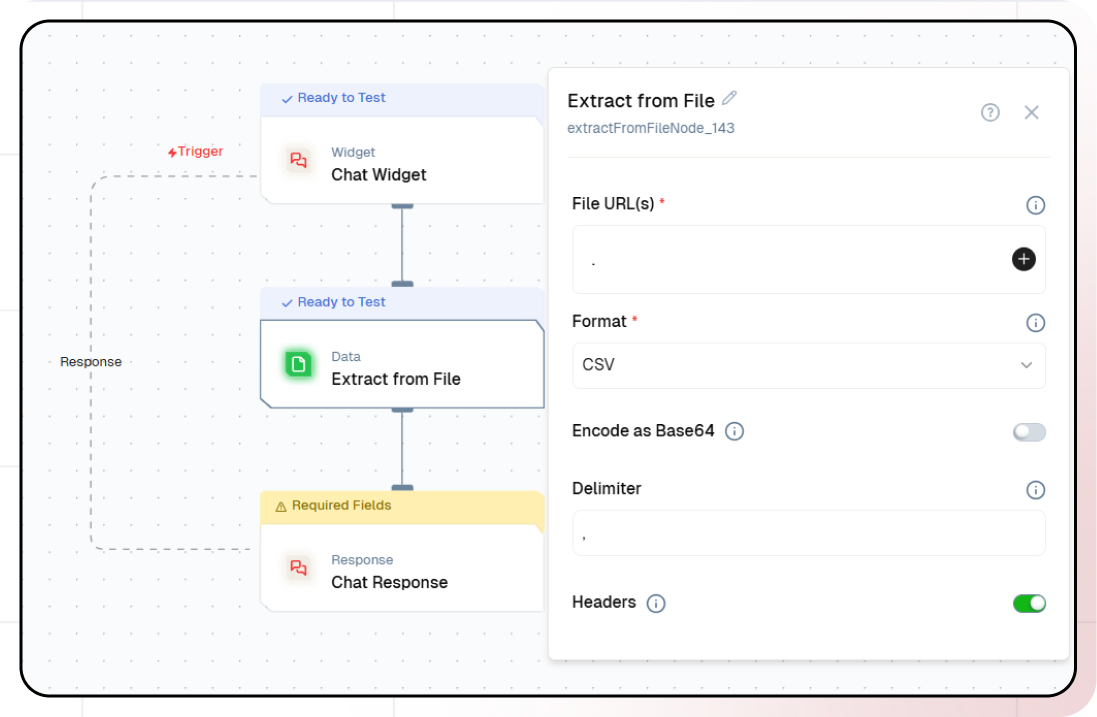 Ready to Test
Trigger
Widget
Chat Widget
Ready to Test
Response
Data
Extract from File
Required Fields
Response
Chat Response
Extract from File
extractFromFileNode_143
File URL(s) *
.
Format *
CSV
Encode as Base64
Delimiter
,
Headers